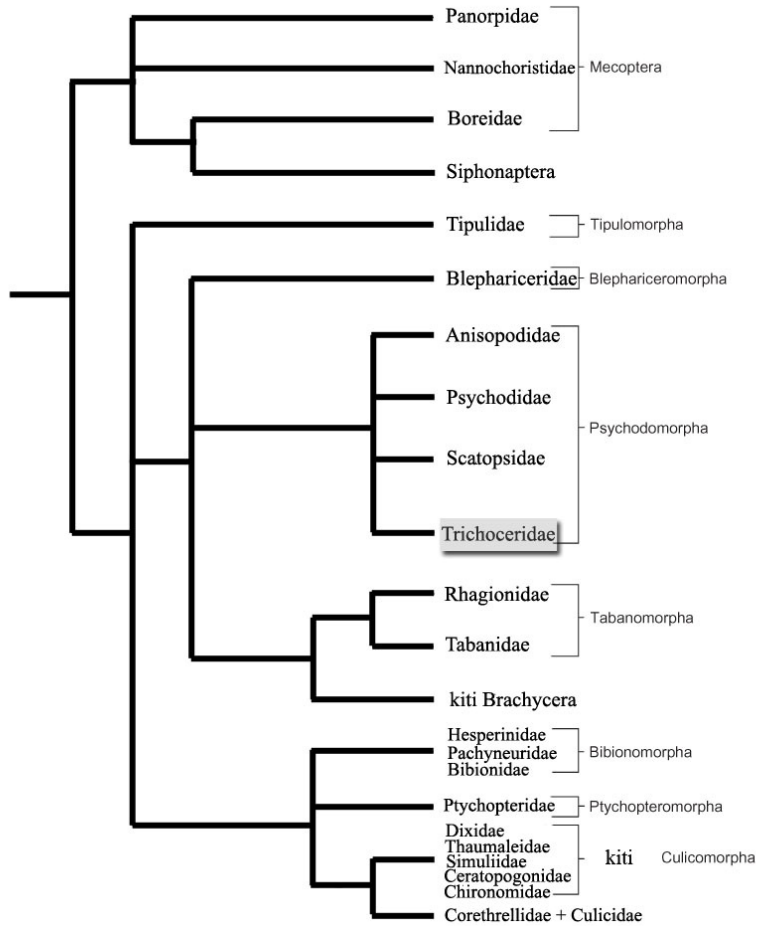 Panorpidae
Nannochoristidae
Mecoptera
Boreidae
Siphonaptera
Tipulidae
Tipulomorpha
Blephariceridae
Blephariceromorpha
Anisopodidae
Psychodidae
Psychodomorpha
Scatopsidae
Trichoceridae
Rhagionidae
Tabanomorpha
Tabanidae
kiti Brachycera
Hesperinidae
Pachyneuridae
Bibionomorpha
Bibionidae
Ptychopteridae
Ptychopteromorpha
Dixidae
Thaumaleidae
Simuliidae
kiti Culicomorpha
Ceratopogonidae
Chironomidae
Corethrellidae + Culicidae